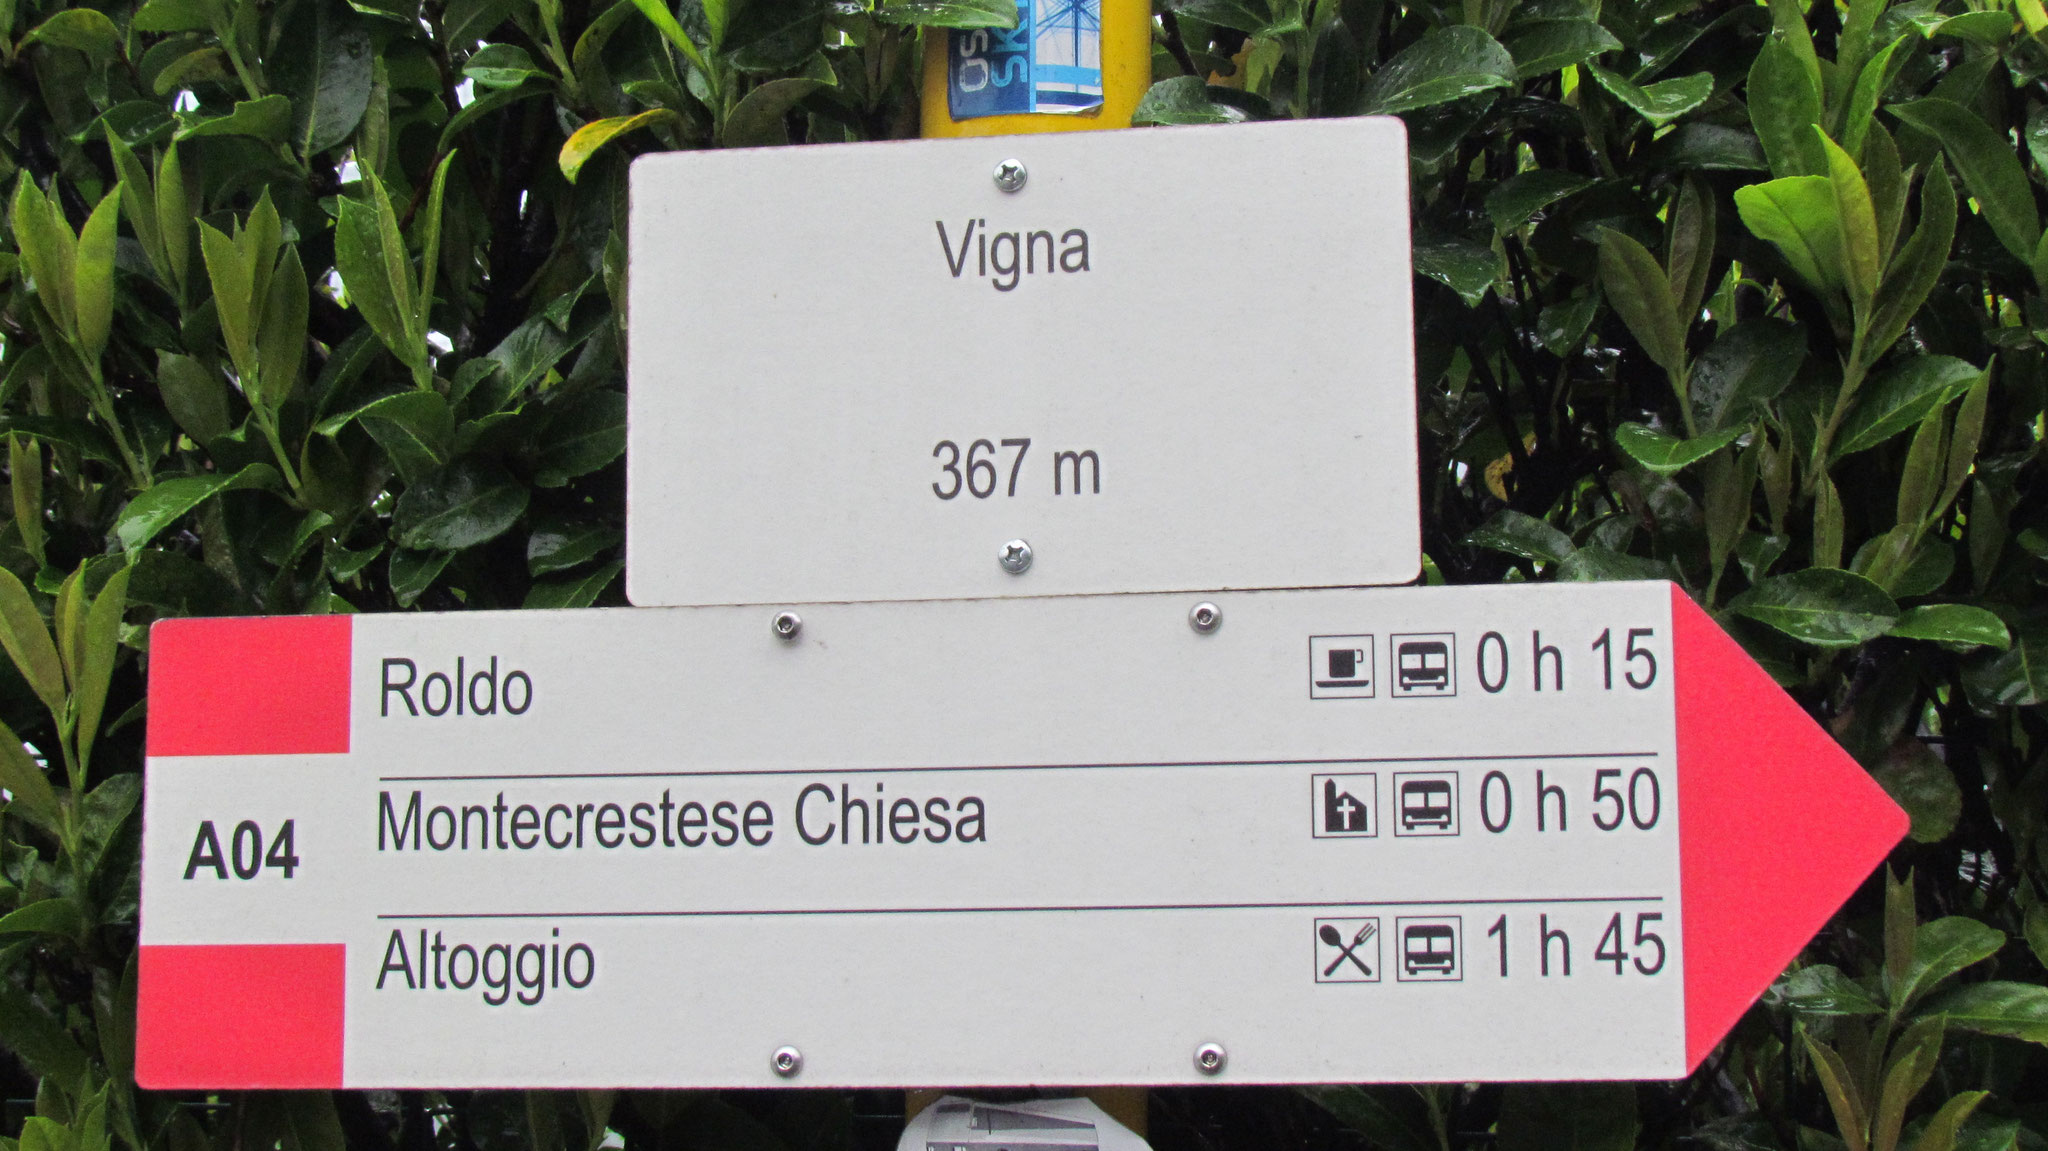 Vigna
367 m
Roldo 0 h 15
Montecrestese Chiesa 0 h 50
A04
Altoggio 1 h 45